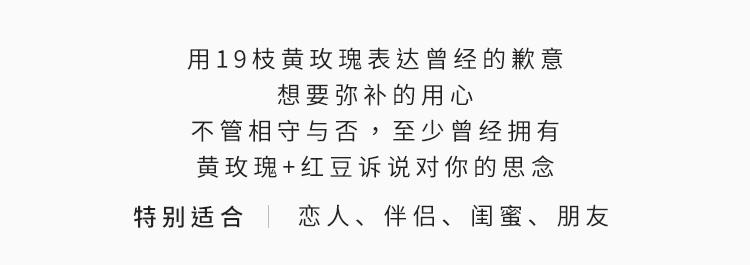 用19枝黄玫瑰表达曾经的歉意
想要弥补的用心
不管相守与否，至少曾经拥有
黄玫瑰+红豆诉说对你的思念
特别适合｜恋人、伴侣、闺蜜、朋友